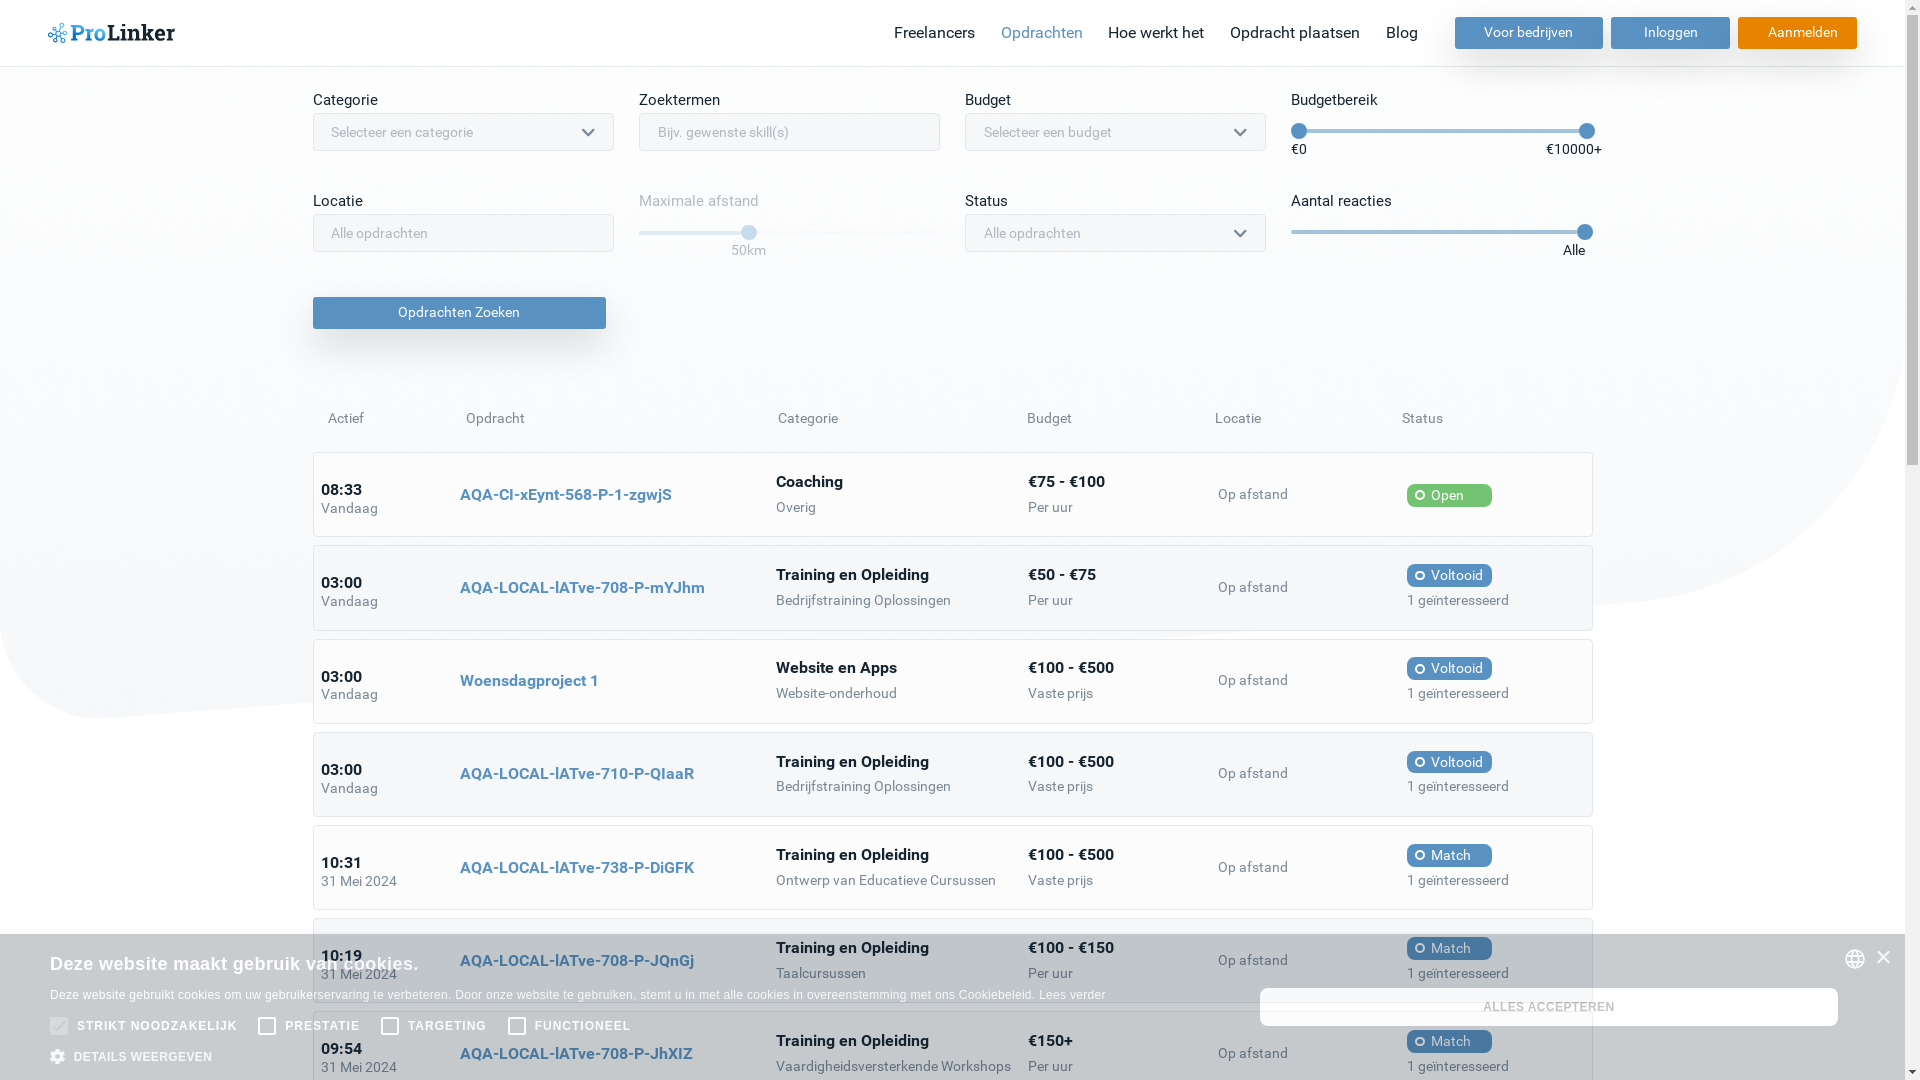 ProLinker
Freelancers
Opdrachten
Hoe werkt het
Opdracht plaatsen
Blog
Voor bedrijven
Inloggen
Aanmelden
Categorie
Zoektermen
Budget
Budgetbereik
Selecteer een categorie
Bijv. gewenste skill(s)
Selecteer een budget
€0
€10000+
Locatie
Maximale afstand
Status
Aantal reacties
Alle opdrachten
50km
Alle opdrachten
Alle
Opdrachten Zoeken
Actief
Opdracht
Categorie
Budget
Locatie
Status
08:33
Vandaag
AQA-CI-xEynt-568-P-1-zgwjS
Coaching
Overig
€75 - €100
Per uur
Op afstand
Open
03:00
Vandaag
AQA-LOCAL-lATve-708-P-mYJhm
Training en Opleiding
Bedrijfstraining Oplossingen
€50 - €75
Per uur
Op afstand
Voltooid
1 geïnteresseerd
03:00
Vandaag
Woensdagproject 1
Website en Apps
Website-onderhoud
€100 - €500
Vaste prijs
Op afstand
Voltooid
1 geïnteresseerd
03:00
Vandaag
AQA-LOCAL-lATve-710-P-QIaaR
Training en Opleiding
Bedrijfstraining Oplossingen
€100 - €500
Vaste prijs
Op afstand
Voltooid
1 geïnteresseerd
10:31
31 Mei 2024
AQA-LOCAL-lATve-738-P-DiGFK
Training en Opleiding
Ontwerp van Educatieve Cursussen
€100 - €500
Vaste prijs
Op afstand
Match
1 geïnteresseerd
10:19
31 Mei 2024
AQA-LOCAL-lATve-708-P-JQnGj
Training en Opleiding
Taalcursussen
€100 - €150
Per uur
Op afstand
Match
1 geïnteresseerd
09:54
31 Mei 2024
AQA-LOCAL-lATve-708-P-JhXIZ
Training en Opleiding
Vaardigheidsversterkende Workshops
€150+
Per uur
Op afstand
Match
1 geïnteresseerd
Deze website maakt gebruik van cookies.
Deze website gebruikt cookies om uw gebruikerservaring te verbeteren. Door onze website te gebruiken, stemt u in met alle cookies in overeenstemming met ons Cookiebeleid. Lees verder
STRIKT NOODZAKELIJK
PRESTATIE
TARGETING
FUNCTIONEEL
DETAILS WEERGEVEN
ALLES ACCEPTEREN
×